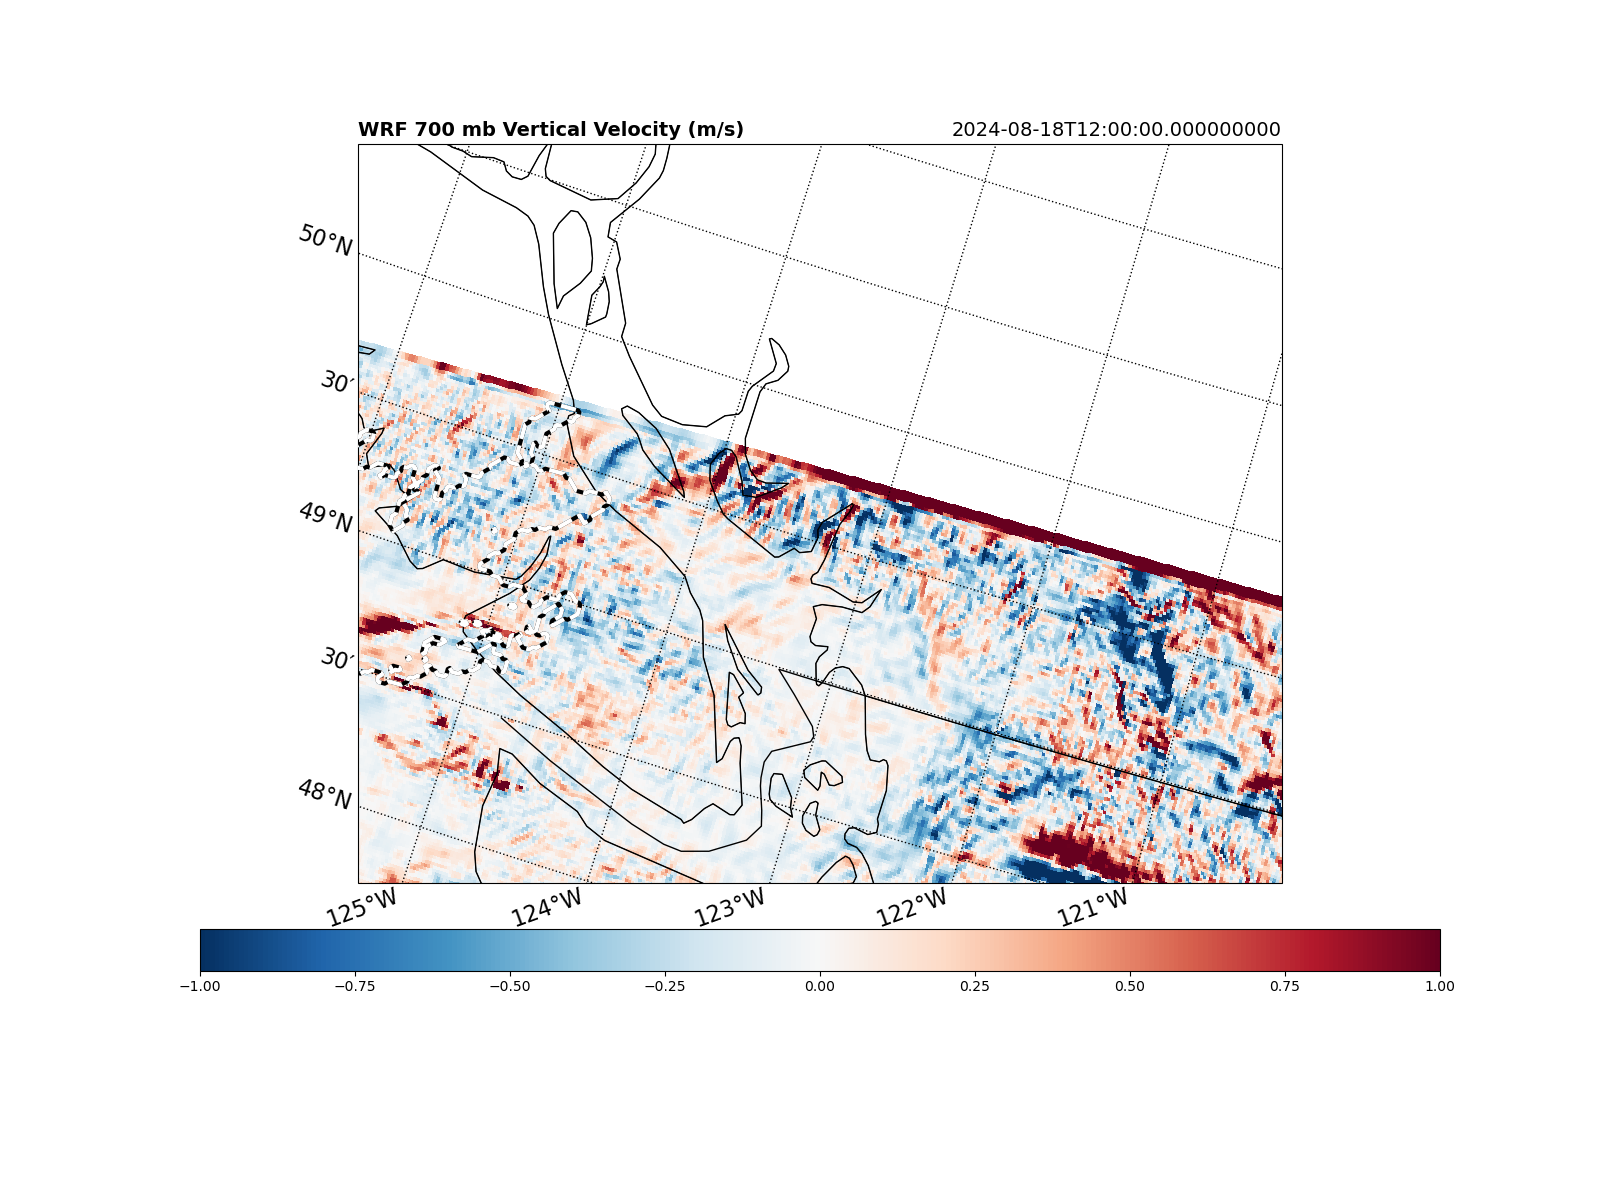 WRF 700 mb Vertical Velocity (m/s)
2024-08-18T12:00:00.000000000
50°N
30′
49°N
30′
48°N
125°W
124°W
123°W
122°W
121°W
−1.00
−0.75
−0.50
−0.25
0.00
0.25
0.50
0.75
1.00